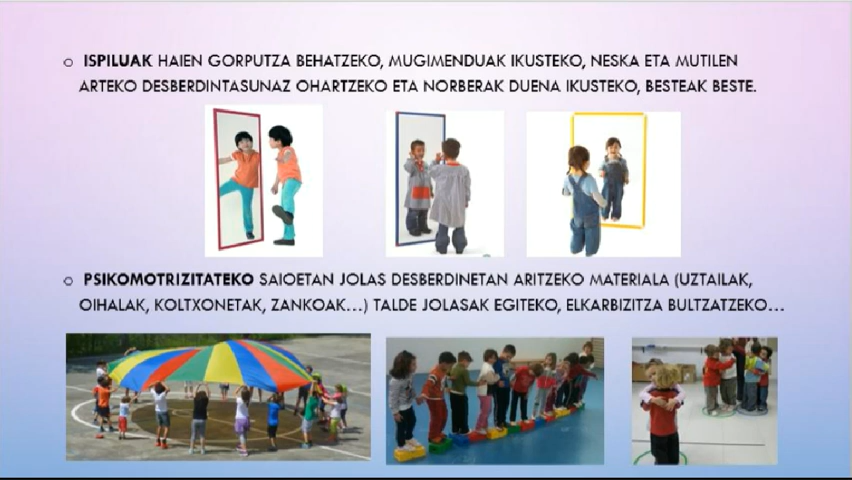 ISPILUAK HAIEN GORPUTZA BEHATZEKO, MUGIMENDUAK IKUSTEKO, NESKA ETA MUTILEN
ARTEKO DESBERDINTASUNAZ OHARTZEKO ETA NORBERAK DUENA IKUSTEKO, BESTEAK BESTE.
PSIKOMOTRIZITATEKO SAIOETAN JOLAS DESBERDINETAN ARITZEKO MATERIALA (UZTAILAK,
OIHALAK, KOLTXONETAK, ZANKOAK...) TALDE JOLASAK EGITEKO, ELKARBIZITZA BULTZATZEKO...